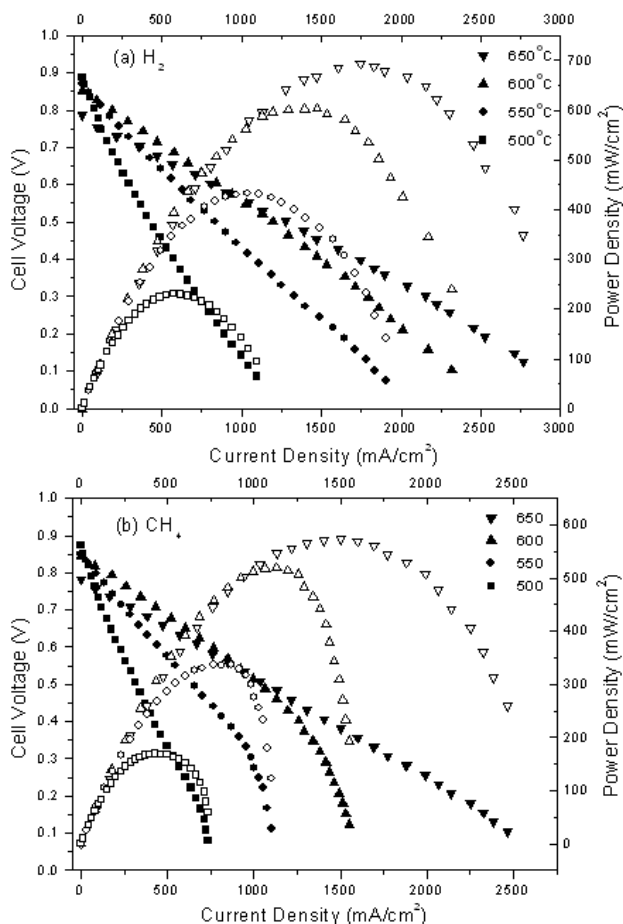 0 500 1000 1500 2000 2500 3000
(a) H2
650°C
600°C
550°C
500°C
Cell Voltage (V)
1.0
0.9
0.8
0.7
0.6
0.5
0.4
0.3
0.2
0.1
0.0
700
600
500
400
300
200
100
0
Power Density (mW/cm2)
0 500 1000 1500 2000 2500 3000
Current Density (mA/cm2)
0 500 1000 1500 2000 2500
(b) CH4
650
600
550
500
Cell Voltage (V)
1.0
0.9
0.8
0.7
0.6
0.5
0.4
0.3
0.2
0.1
0.0
600
500
400
300
200
100
0
Power Density (mW/cm2)
0 500 1000 1500 2000 2500
Current Density (mA/cm2)